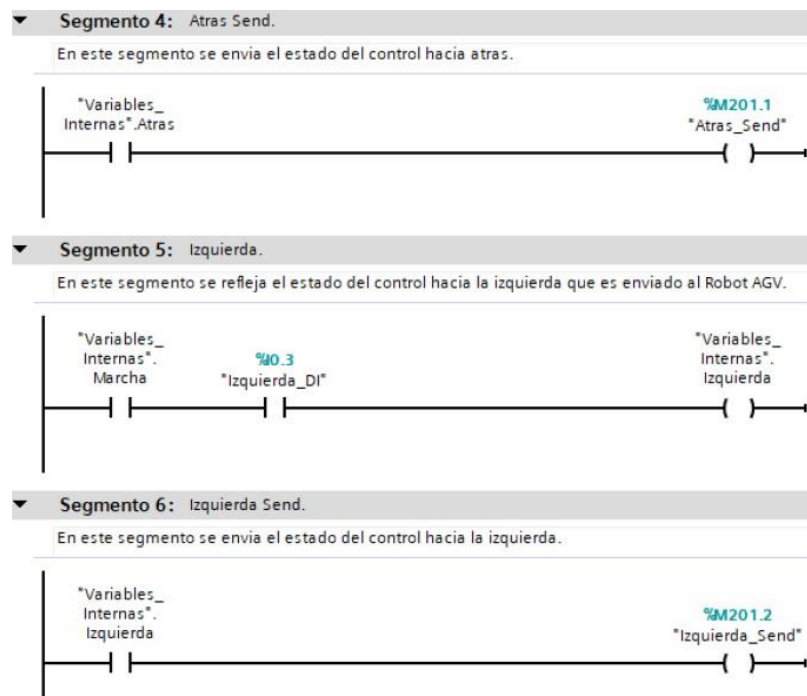 Segmento 4: Atras Send.
En este segmento se envia el estado del control hacia atras.
"Variables_
Internas".Atras
%M201.1
"Atras_Send"
Segmento 5: Izquierda.
En este segmento se refleja el estado del control hacia la izquierda que es enviado al Robot AGV.
"Variables_
Internas".
Marcha
%I0.3
"Izquierda_DI"
"Variables_
Internas".
Izquierda
Segmento 6: Izquierda Send.
En este segmento se envia el estado del control hacia la izquierda.
"Variables_
Internas".
Izquierda
%M201.2
"Izquierda_Send"